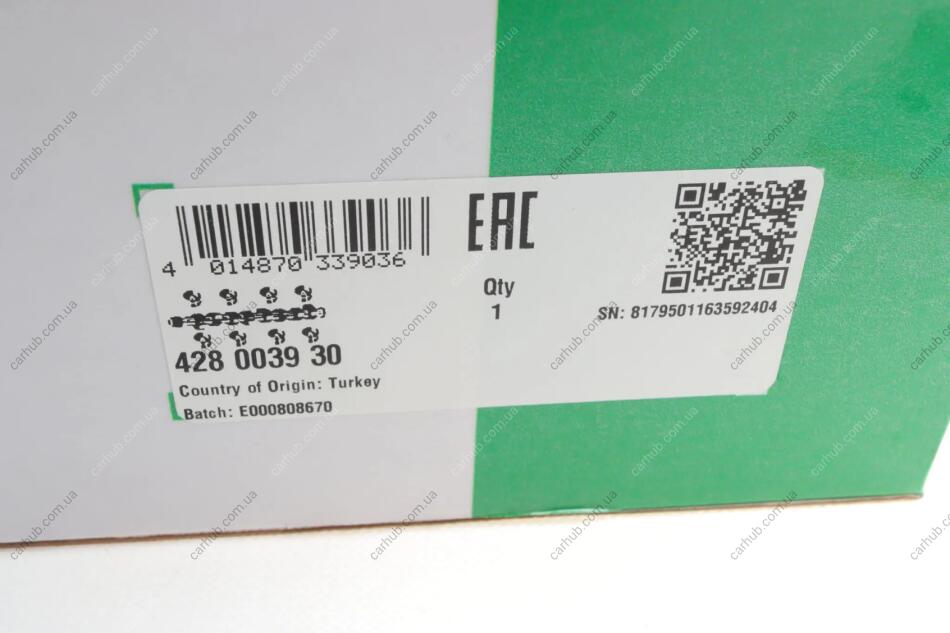 4 014870 339036
EAC
Qty
1
SN: 8179501163592404
428 0039 30
Country of Origin: Turkey
Batch: E000808670
carhub.com.ua